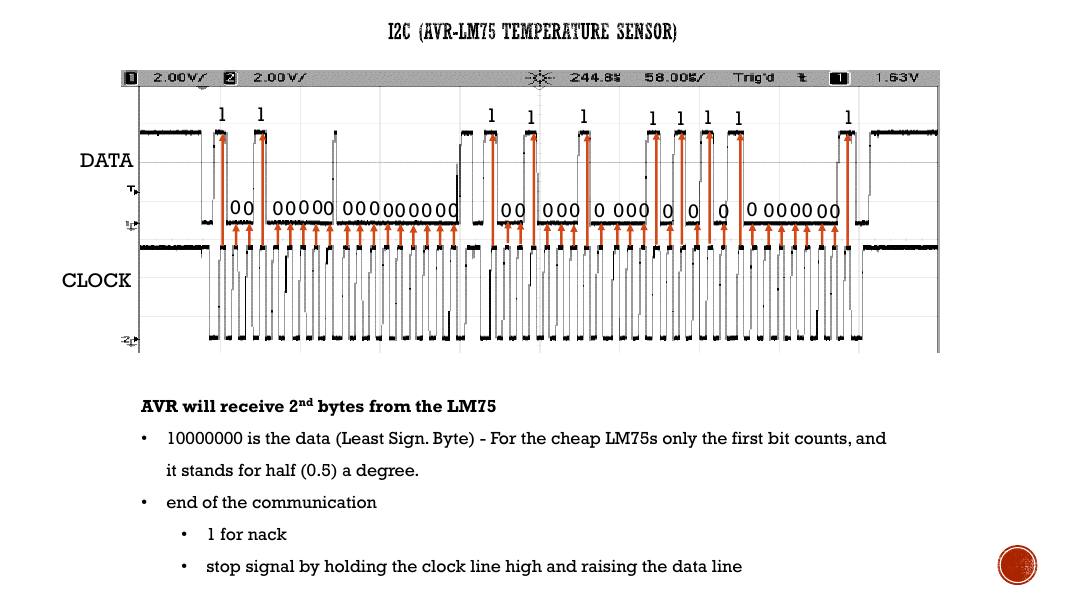 I2C (AVR-LM75 TEMPERATURE SENSOR)
1 2.00V/ 2 2.00V/ 244.8 58.00 / Trig'd 1 1.63V
1 1 1 1 1 1 1 1 1 1
DATA
T
00 00000 000000000 00 000 0 000 0 0 0 0 000000
CLOCK
2
AVR will receive 2nd bytes from the LM75
• 10000000 is the data (Least Sign. Byte) - For the cheap LM75s only the first bit counts, and
it stands for half (0.5) a degree.
• end of the communication
• 1 for nack
• stop signal by holding the clock line high and raising the data line